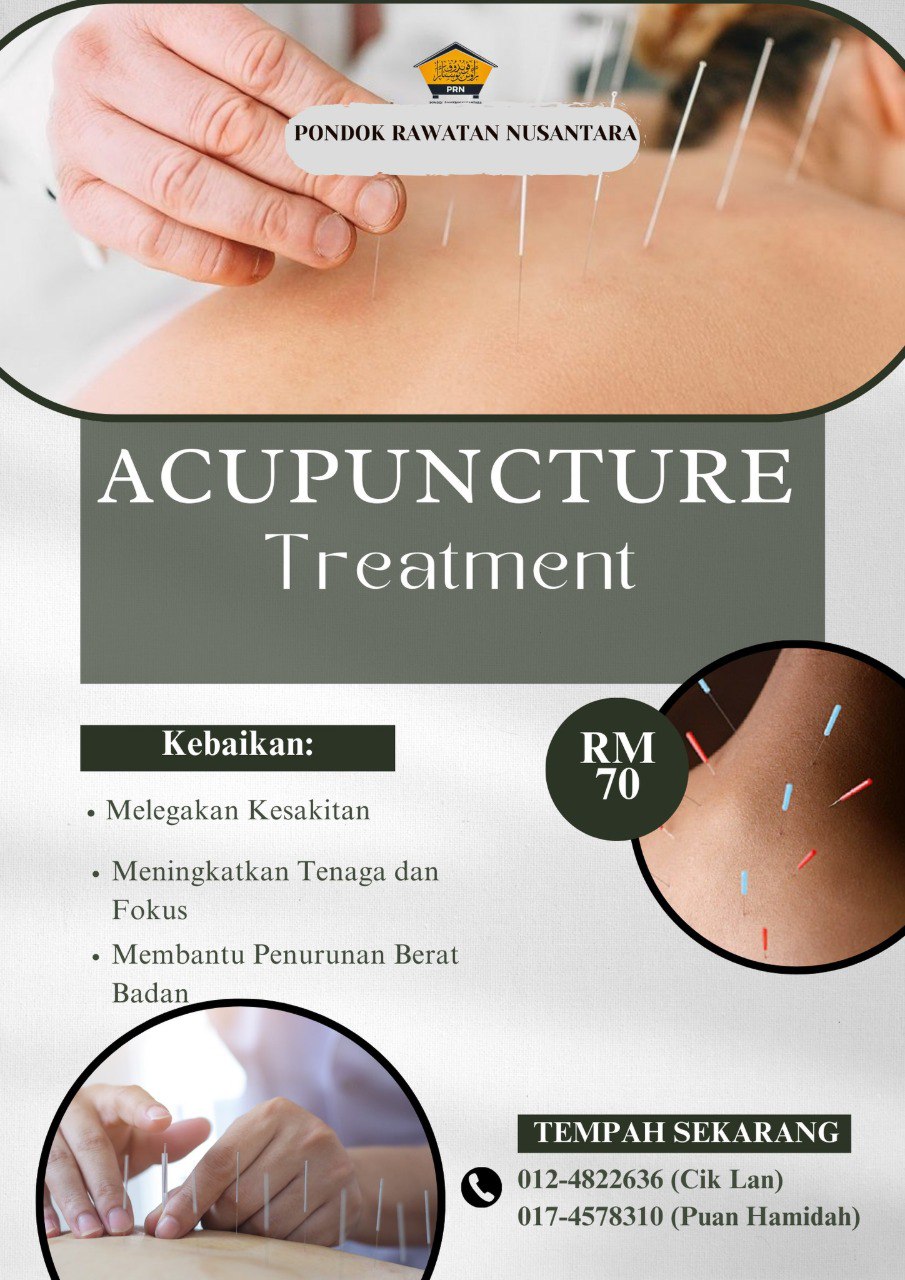 PRN
PONDOK RAWATAN NUSANTARA
ACUPUNCTURE
Treatment
Kebaikan:
RM
70
• Melegakan Kesakitan
• Meningkatkan Tenaga dan
Fokus
• Membantu Penurunan Berat
Badan
TEMPAH SEKARANG
012-4822636 (Cik Lan)
017-4578310 (Puan Hamidah)